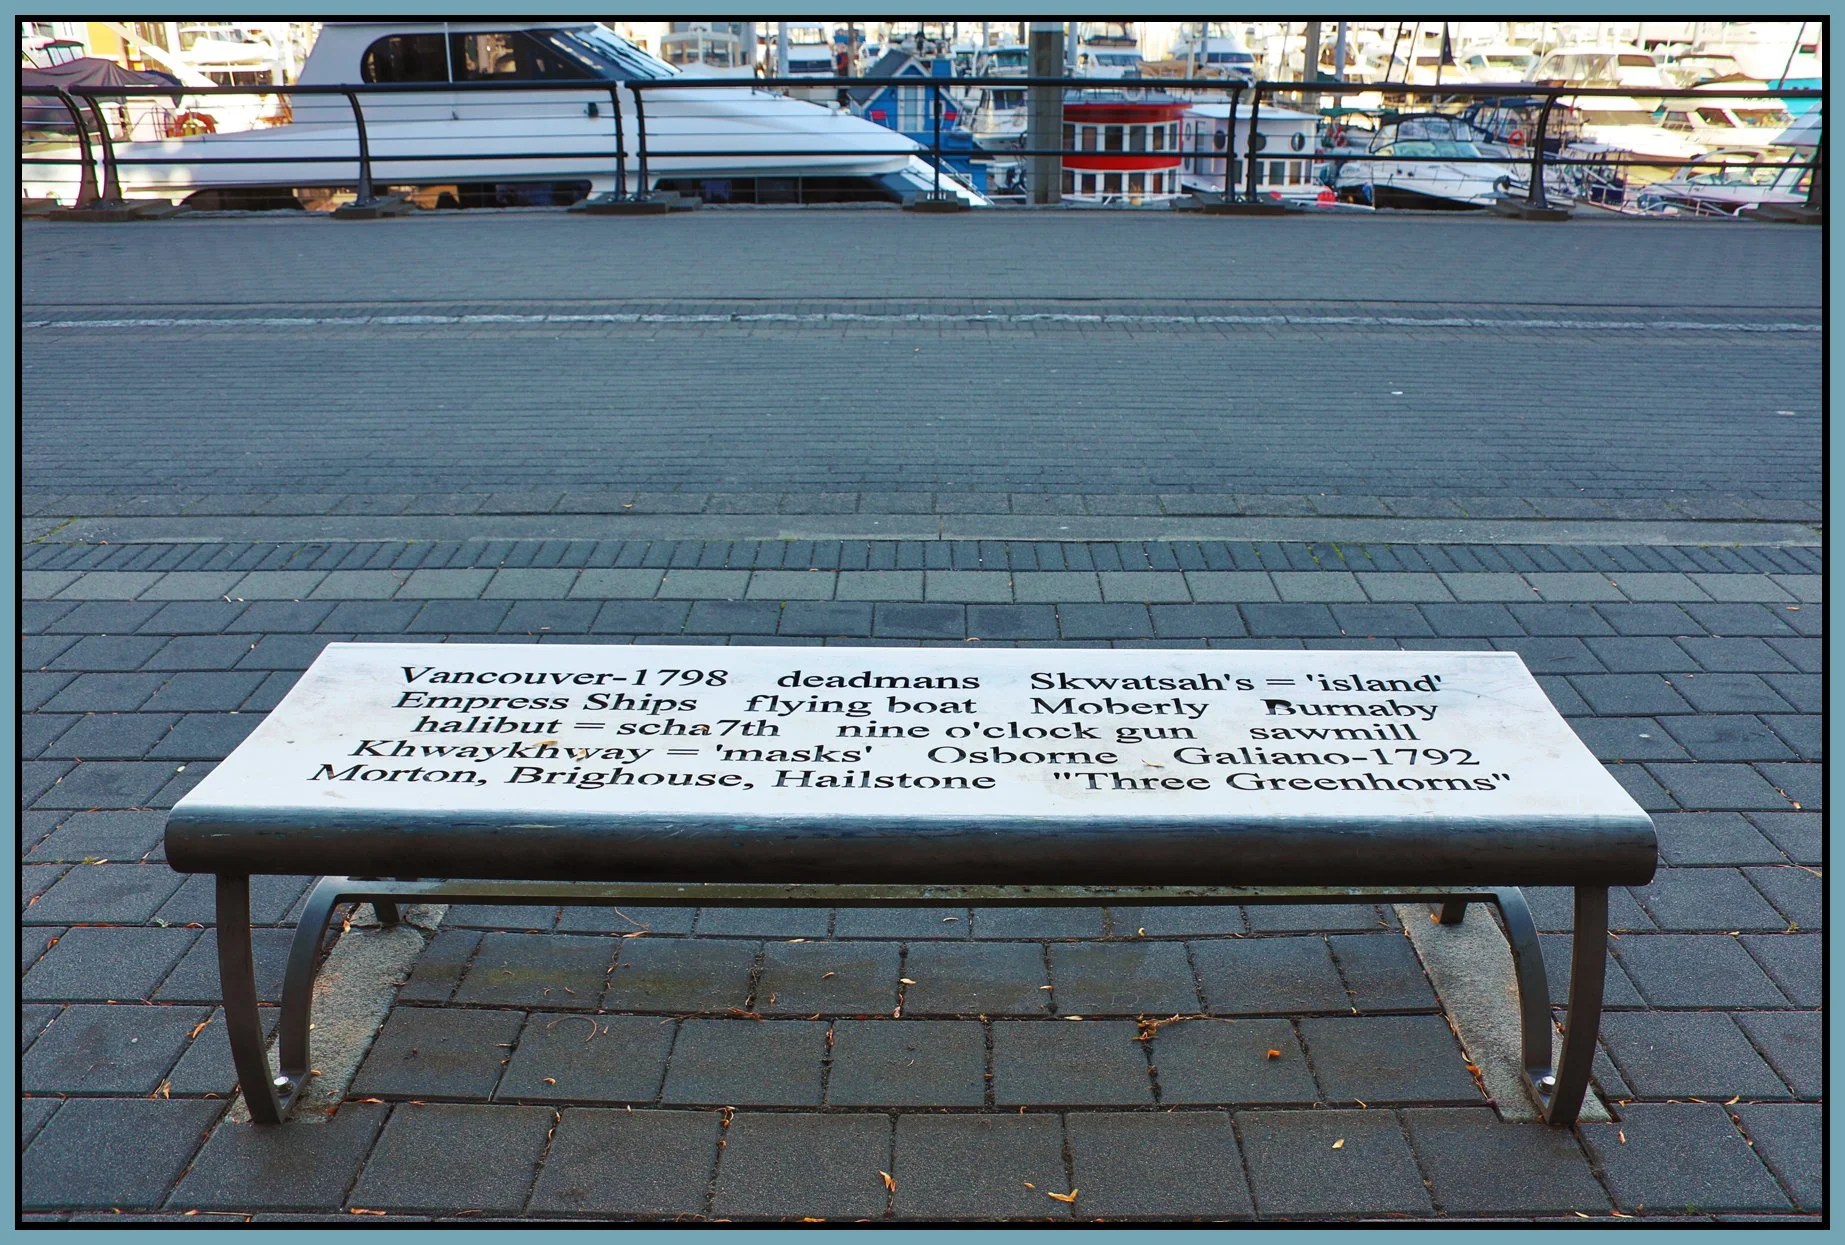 Vancouver-1798 deadmans Skwatsah's = 'island'
Empress Ships flying boat Moberly Burnaby
halibut = scha7th nine o'clock gun sawmill
Khwaykhway = 'masks' Osborne Galiano-1792
Morton, Brighouse, Hailstone "Three Greenhorns"